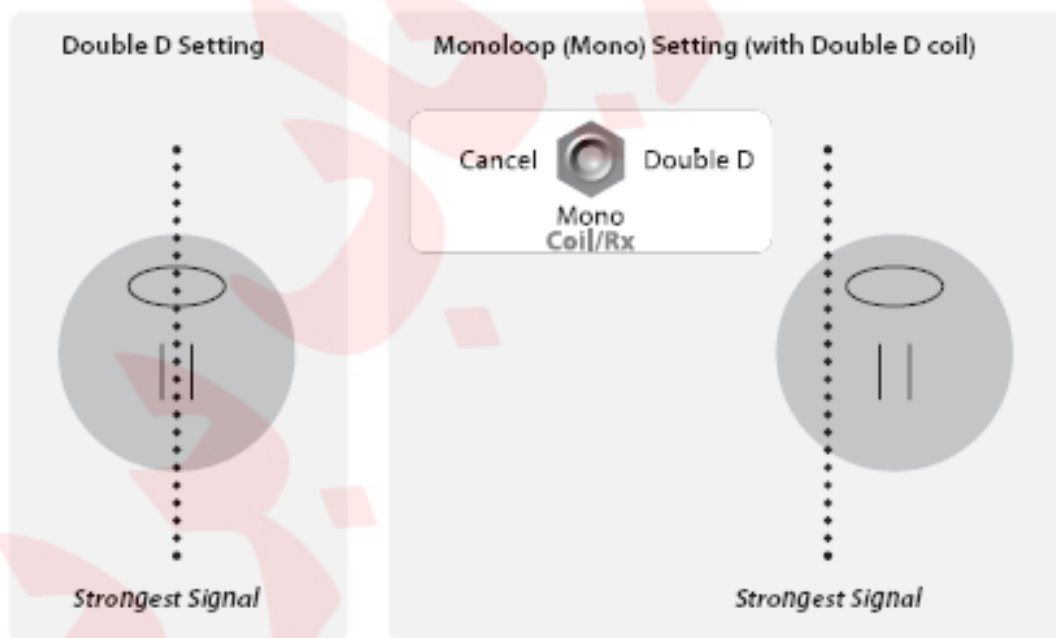 Double D Setting
Strongest Signal
Monoloop (Mono) Setting (with Double D coil)
Cancel
Double D
Mono
Coil/Rx
Strongest Signal